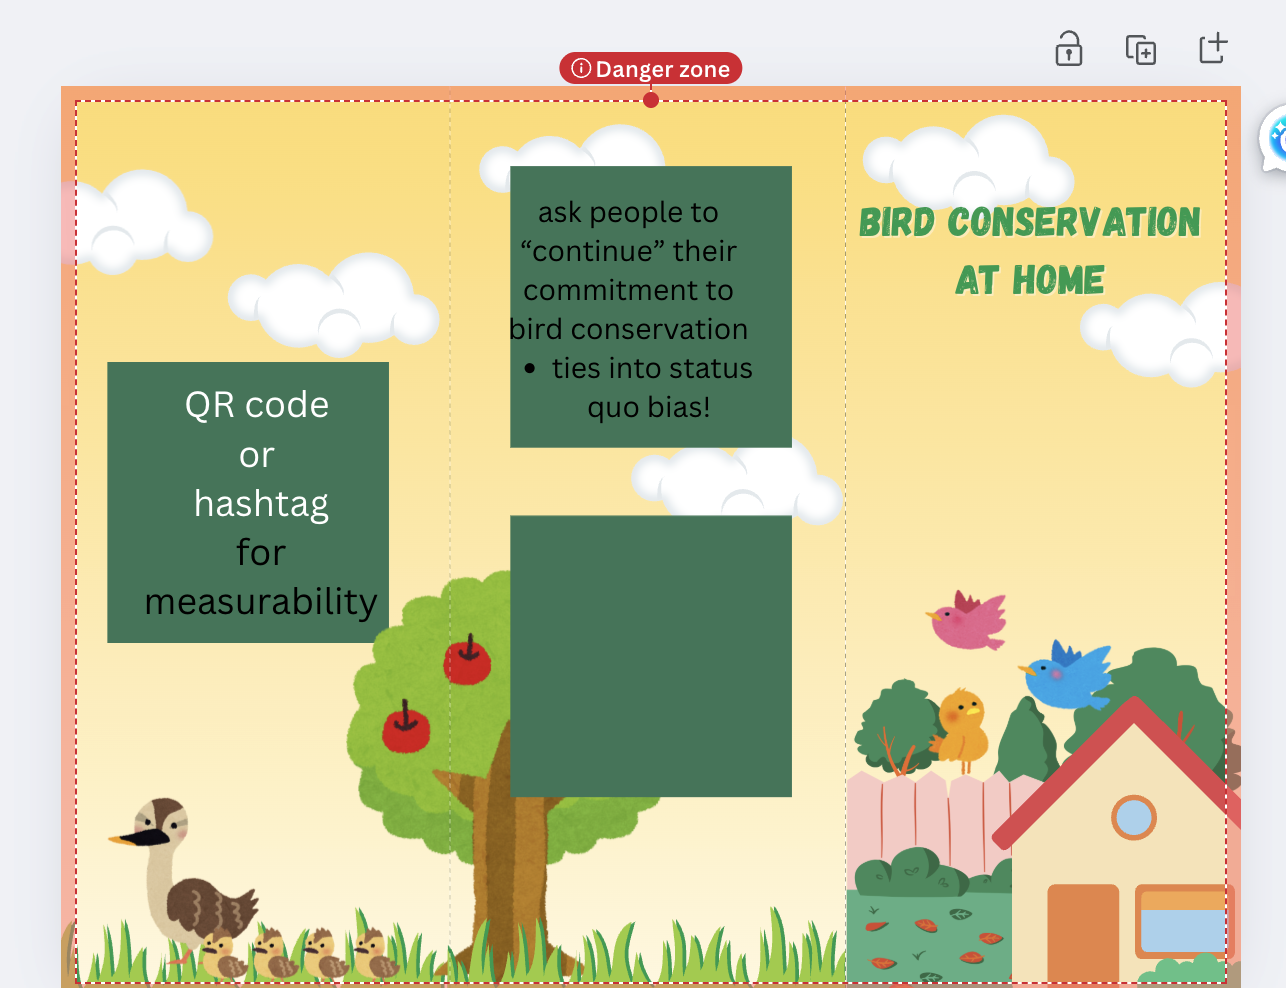 Danger zone
BIRD CONSERVATION
AT HOME
ask people to
“continue” their
commitment to
bird conservation
• ties into status
quo bias!
QR code
or
hashtag
for
measurability